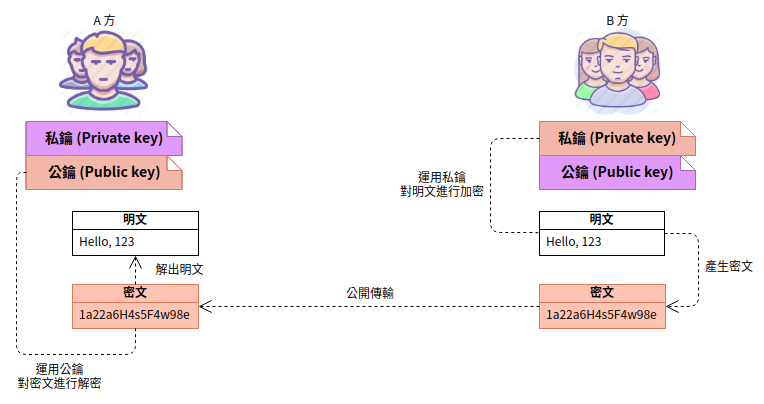 A 方
B 方
私鑰 (Private key)
公鑰 (Public key)
私鑰 (Private key)
公鑰 (Public key)
運用私鑰
對明文進行加密
明文
Hello, 123
明文
Hello, 123
解出明文
產生密文
密文
1a22a6H4s5F4w98e
公開傳輸
密文
1a22a6H4s5F4w98e
運用公鑰
對密文進行解密